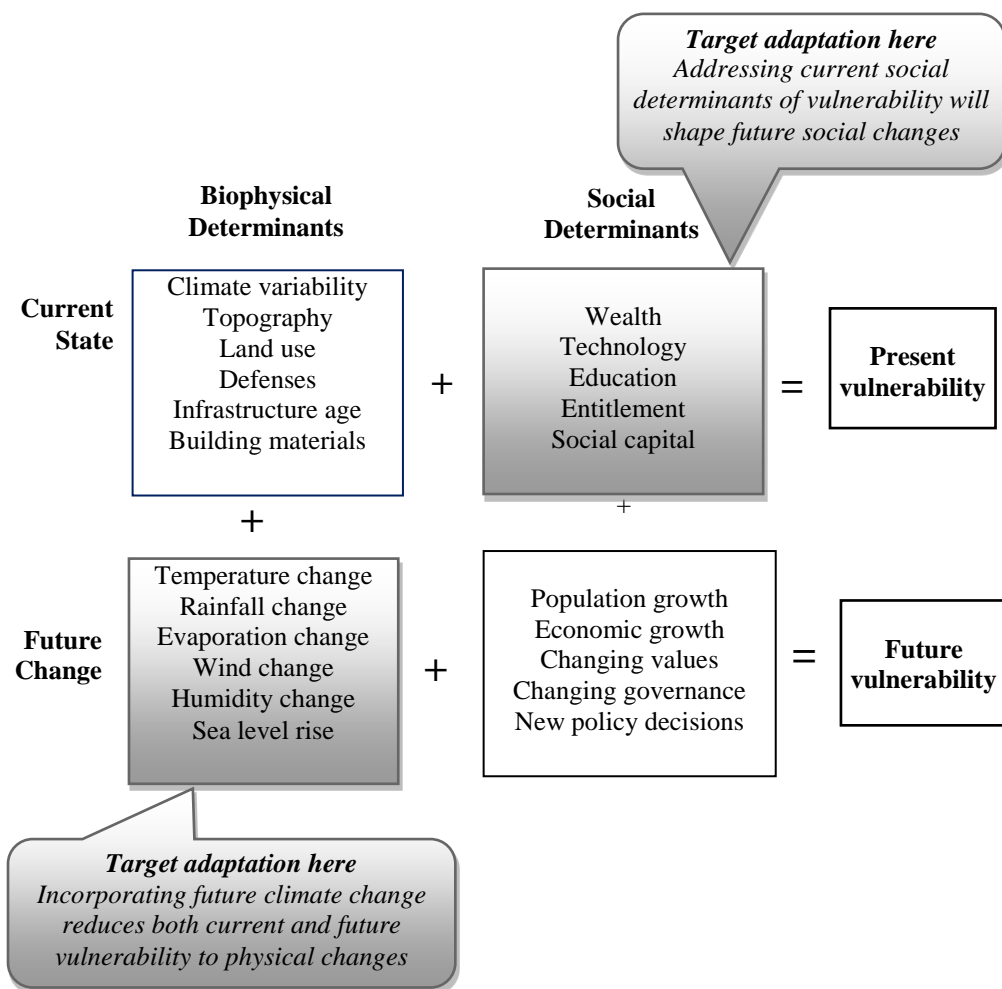 Target adaptation here
Addressing current social
determinants of vulnerability will
shape future social changes
Biophysical
Determinants
Social
Determinants
Current
State
Climate variability
Topography
Land use
Defenses
Infrastructure age
Building materials
+
Wealth
Technology
Education
Entitlement
Social capital
=
Present
vulnerability
+
+
Future
Change
Temperature change
Rainfall change
Evaporation change
Wind change
Humidity change
Sea level rise
+
Population growth
Economic growth
Changing values
Changing governance
New policy decisions
=
Future
vulnerability
Target adaptation here
Incorporating future climate change
reduces both current and future
vulnerability to physical changes